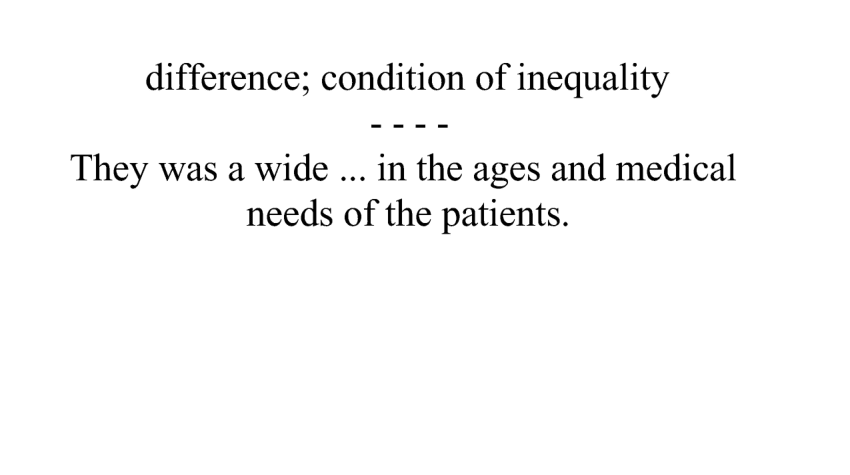 difference; condition of inequality
- - - -
They was a wide ... in the ages and medical
needs of the patients.